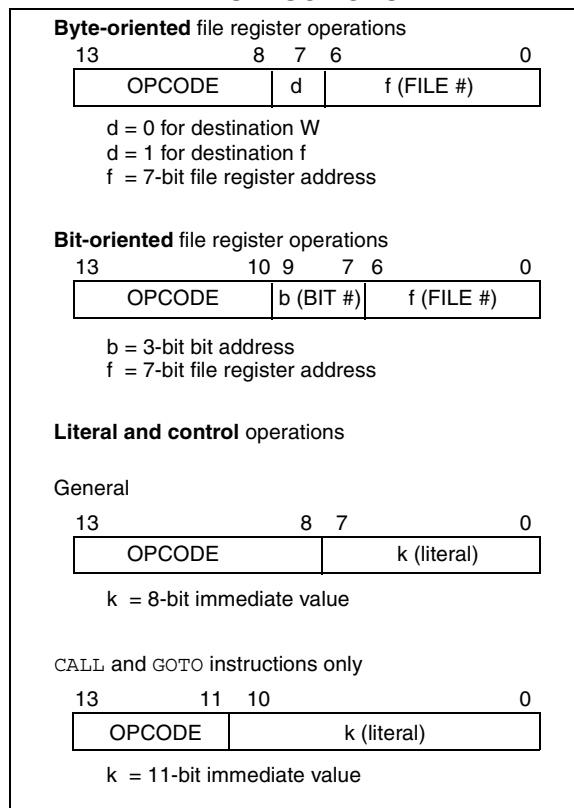 Byte-oriented file register operations
13 8 7 6 0
OPCODE d f (FILE #)
d = 0 for destination W
d = 1 for destination f
f = 7-bit file register address
Bit-oriented file register operations
13 10 9 7 6 0
OPCODE b (BIT #) f (FILE #)
b = 3-bit bit address
f = 7-bit file register address
Literal and control operations
General
13 8 7 0
OPCODE k (literal)
k = 8-bit immediate value
CALL and GOTO instructions only
13 11 10 0
OPCODE k (literal)
k = 11-bit immediate value